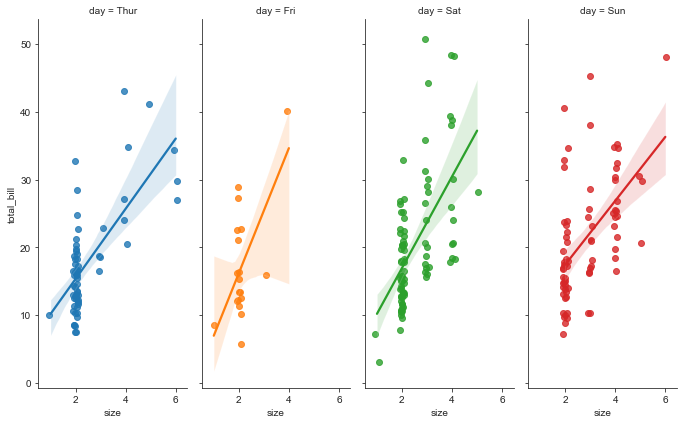 day = Thur
day = Fri
day = Sat
day = Sun
total_bill
50
40
30
20
10
0
2 4 6
2 4 6
2 4 6
2 4 6
size
size
size
size